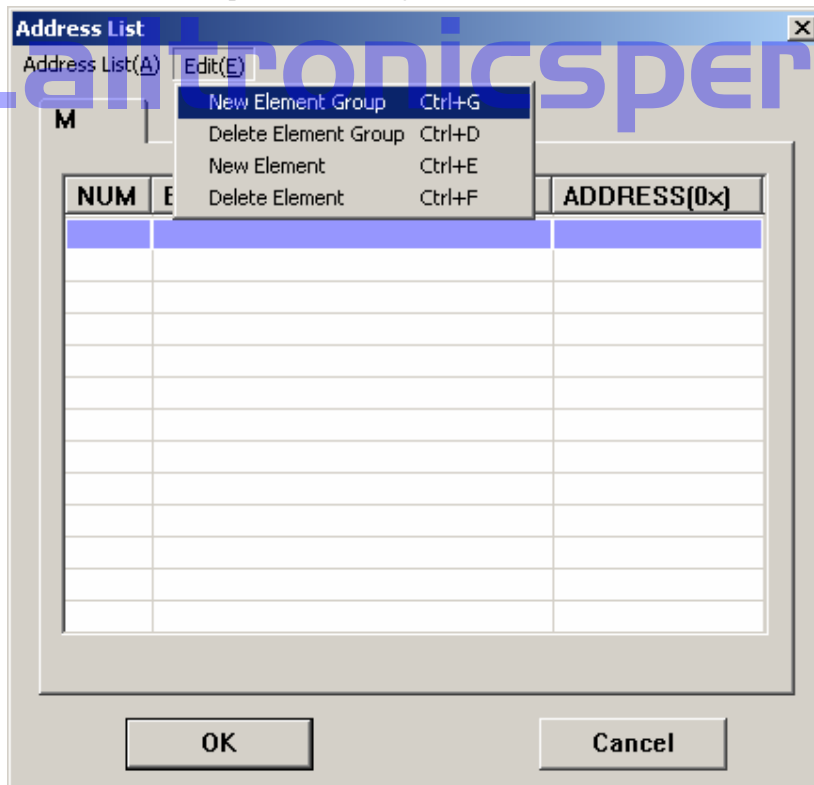 Address List
Address List(A) Edit(E)
.alltronicsper
New Element Group Ctrl+G
M
Delete Element Group Ctrl+D
New Element Ctrl+E
Delete Element Ctrl+F
NUM E ADDRESS(0x)
OK Cancel